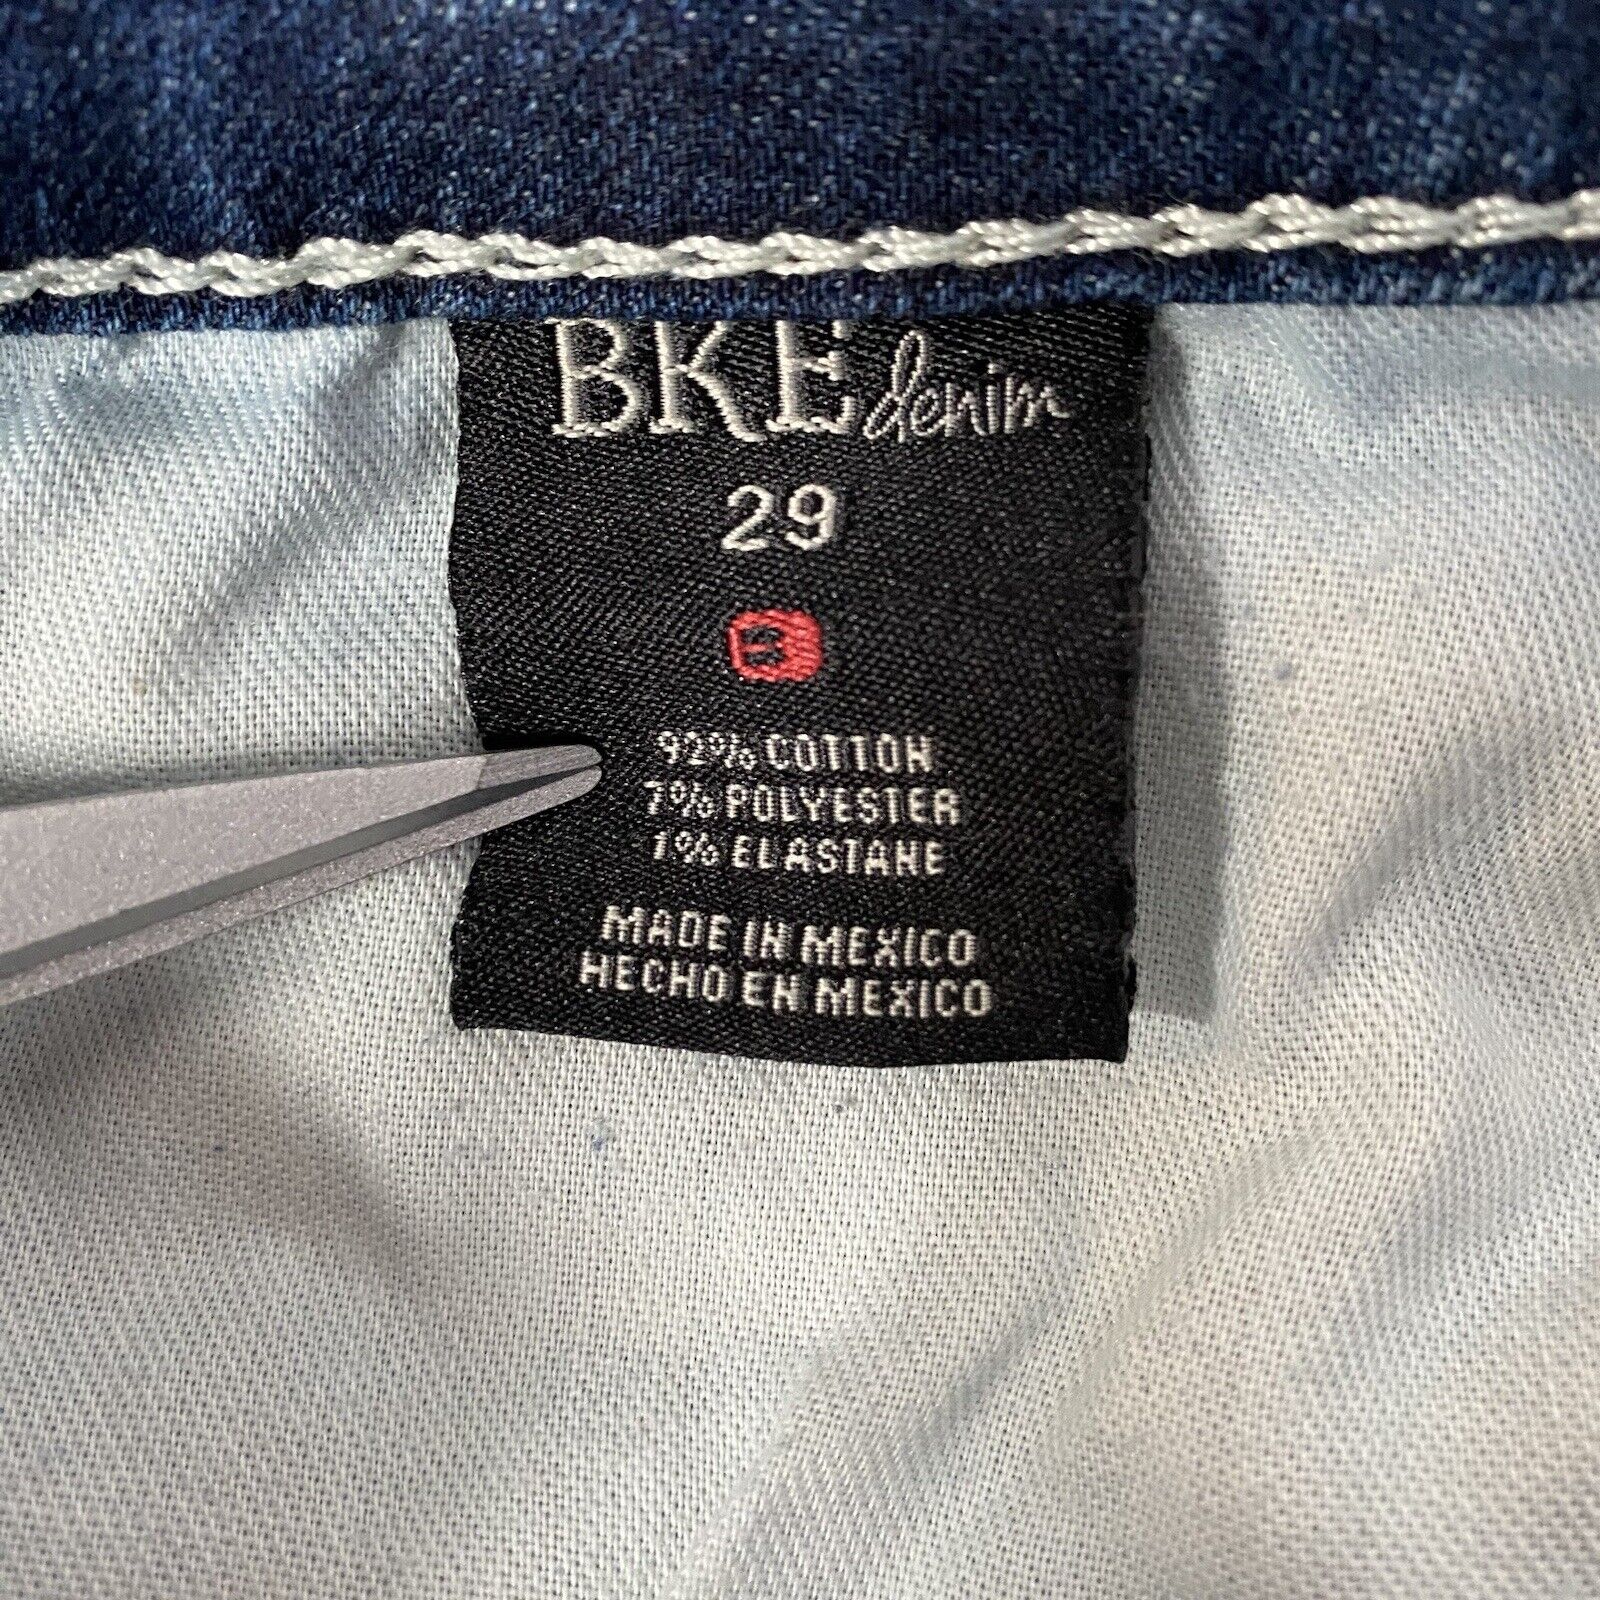 BKE denim
29
B
92% COTTON
7% POLYESTER
1% ELASTANE
MADE IN MEXICO
HECHO EN MEXICO